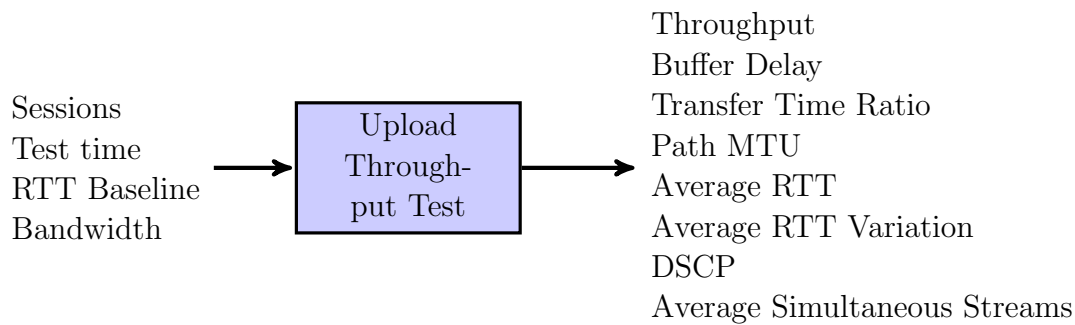 Sessions
Test time
RTT Baseline
Bandwidth
Upload
Through-
put Test
Throughput
Buffer Delay
Transfer Time Ratio
Path MTU
Average RTT
Average RTT Variation
DSCP
Average Simultaneous Streams